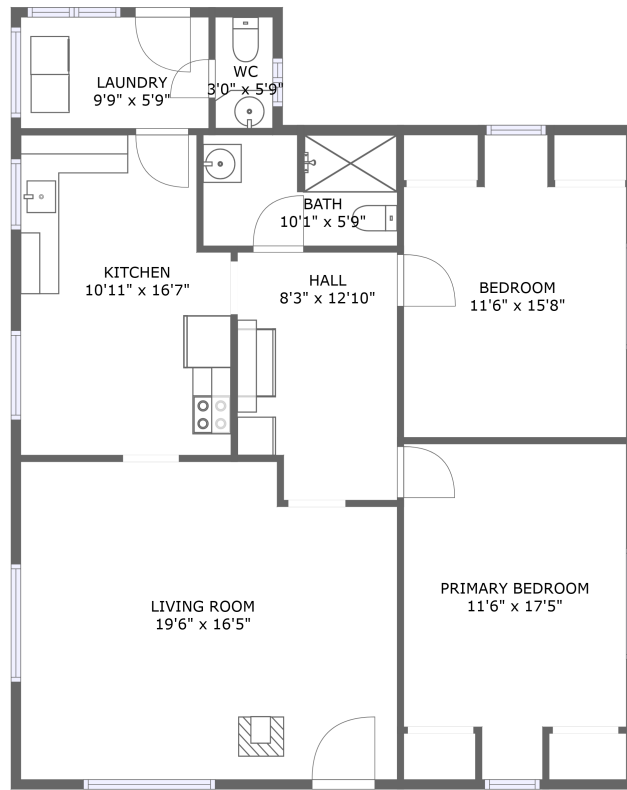 LAUNDRY
9'9" x 5'9"
WC
3'0" x 5'9"
BATH
10'1" x 5'9"
KITCHEN
10'11" x 16'7"
HALL
8'3" x 12'10"
BEDROOM
11'6" x 15'8"
LIVING ROOM
19'6" x 16'5"
PRIMARY BEDROOM
11'6" x 17'5"